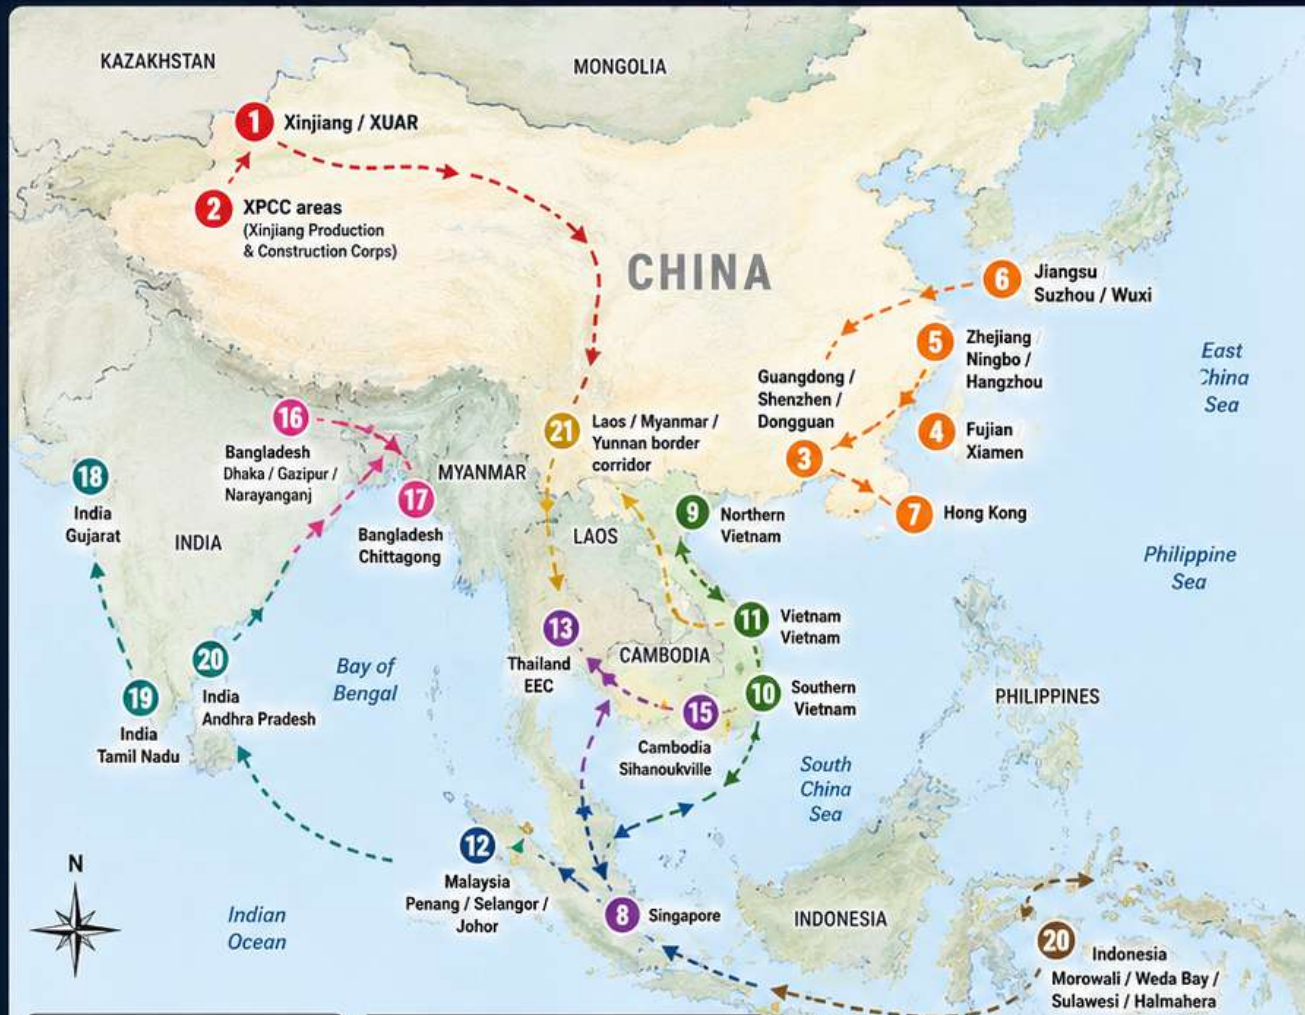 KAZAKHSTAN
MONGOLIA
1
Xinjiang / XUAR
2
XPCC areas
(Xinjiang Production
& Construction Corps)
CHINA
6
Jiangsu
Suzhou / Wuxi
5
Zhejiang
Ningbo /
Hangzhou
East
China
Sea
Guangdong /
Shenzhen /
Dongguan
3
4
Fujian
Xiamen
7
Hong Kong
16
Bangladesh
Dhaka / Gazipur /
Narayanganj
21
Laos / Myanmar /
Yunnan border
corridor
MYANMAR
17
Bangladesh
Chittagong
18
India
Gujarat
INDIA
LAOS
9
Northern
Vietnam
Philippine
Sea
11
Vietnam
Vietnam
13
Thailand
EEC
CAMBODIA
10
Southern
Vietnam
15
Cambodia
Sihanoukville
20
India
Andhra Pradesh
19
India
Tamil Nadu
Bay of
Bengal
PHILIPPINES
South
China
Sea
12
Malaysia
Penang / Selangor /
Johor
8
Singapore
INDONESIA
20
Indonesia
Morowali / Weda Bay /
Sulawesi / Halmahera
N
Indian
Ocean